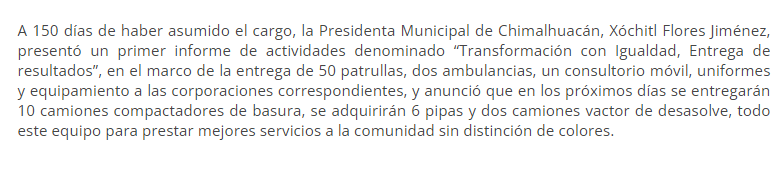 A 150 días de haber asumido el cargo, la Presidenta Municipal de Chimalhuacán, Xóchitl Flores Jiménez,
presentó un primer informe de actividades denominado “Transformación con Igualdad, Entrega de
resultados”, en el marco de la entrega de 50 patrullas, dos ambulancias, un consultorio móvil, uniformes
y equipamiento a las corporaciones correspondientes, y anunció que en los próximos días se entregarán
10 camiones compactadores de basura, se adquirirán 6 pipas y dos camiones vactor de desasolve, todo
este equipo para prestar mejores servicios a la comunidad sin distinción de colores.